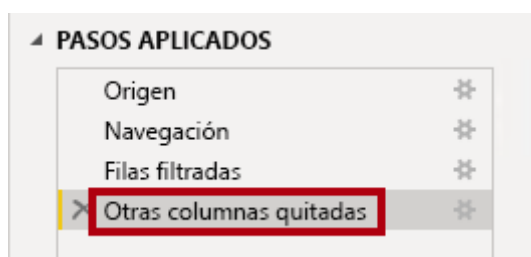 PASOS APLICADOS
Origen
Navegación
Filas filtradas
Otras columnas quitadas